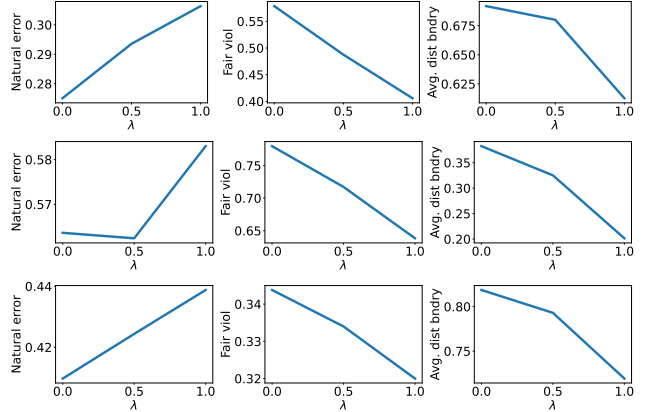 Natural error
0.30
0.29
0.28
0.0 0.5 1.0
λ
Fair viol
0.55
0.50
0.45
0.40
0.0 0.5 1.0
λ
Avg. dist bndry
0.675
0.650
0.625
0.0 0.5 1.0
λ
Natural error
0.58
0.57
0.0 0.5 1.0
λ
Fair viol
0.75
0.70
0.65
0.0 0.5 1.0
λ
Avg. dist bndry
0.35
0.30
0.25
0.20
0.0 0.5 1.0
λ
Natural error
0.44
0.42
0.0 0.5 1.0
λ
Fair viol
0.34
0.33
0.32
0.0 0.5 1.0
λ
Avg. dist bndry
0.80
0.75
0.0 0.5 1.0
λ